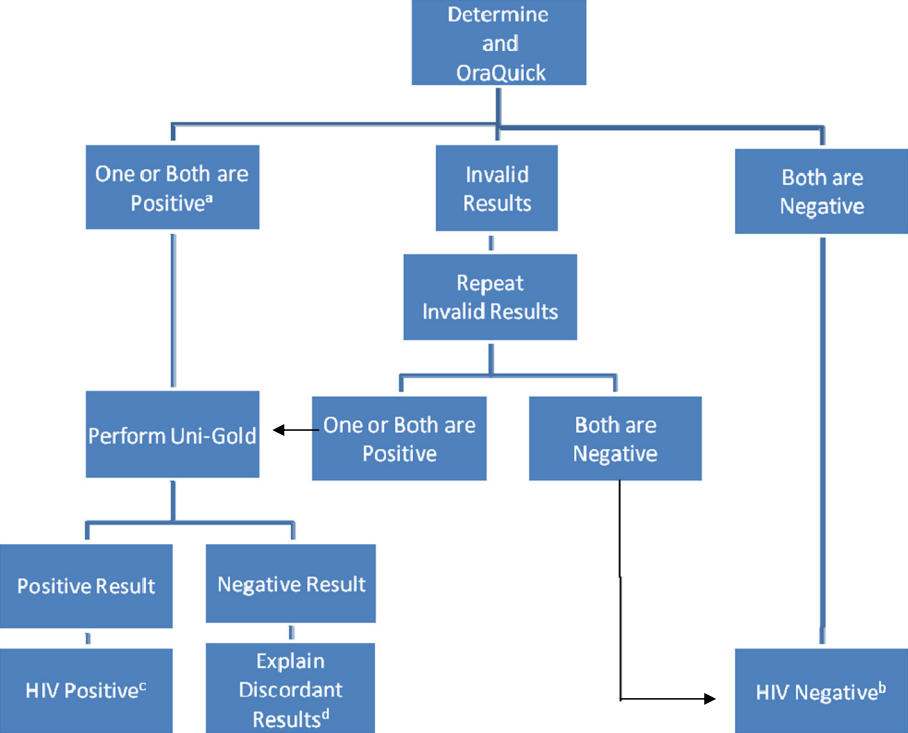 Determine
and
OraQuick
One or Both are
Positiveᵃ
Invalid
Results
Both are
Negative
Repeat
Invalid Results
Perform Uni-Gold
One or Both are
Positive
Both are
Negative
Positive Result
Negative Result
HIV Positiveᶜ
Explain
Discordant
Resultsᵈ
HIV Negativeᵇ